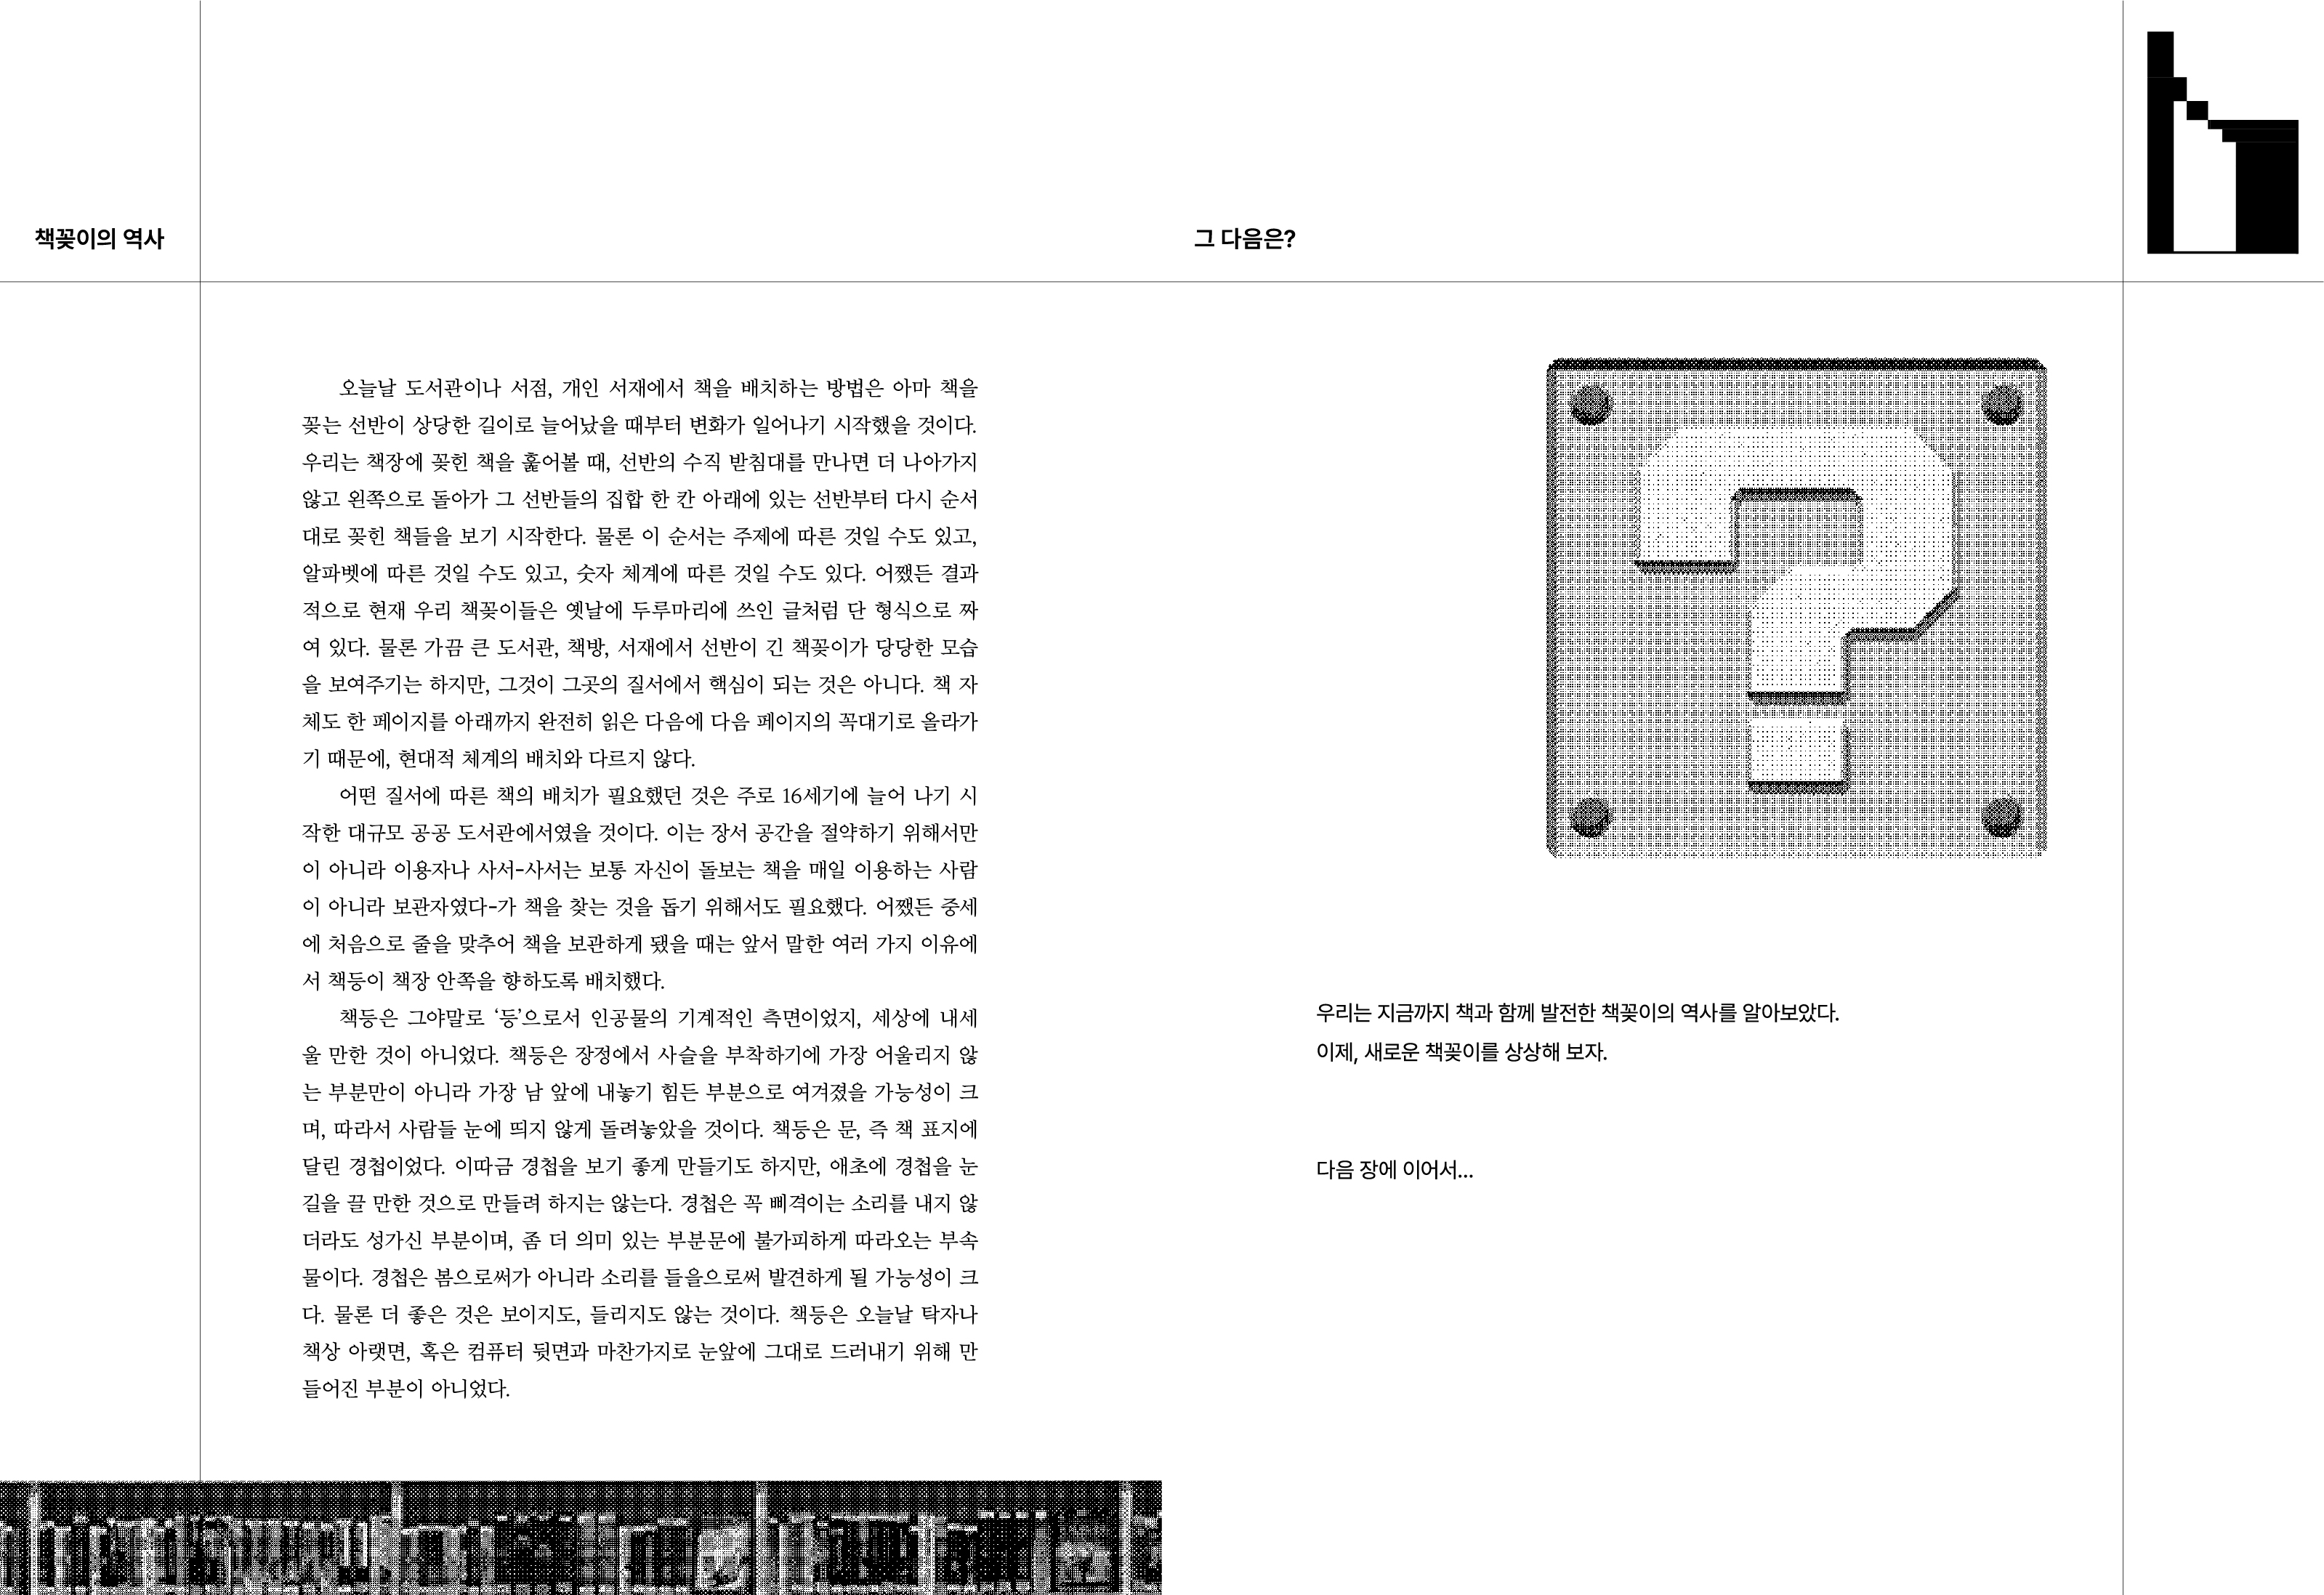 책꽂이의 역사
오늘날 도서관이나 서점, 개인 서재에서 책을 배치하는 방법은 아마 책을
꽂는 선반이 상당한 길이로 늘어났을 때부터 변화가 일어나기 시작했을 것이다.
우리는 책장에 꽂힌 책을 훑어볼 때, 선반의 수직 받침대를 만나면 더 나아가지
않고 왼쪽으로 돌아가 그 선반들의 집합 한 칸 아래에 있는 선반부터 다시 순서
대로 꽂힌 책들을 보기 시작한다. 물론 이 순서는 주제에 따른 것일 수도 있고,
알파벳에 따른 것일 수도 있고, 숫자 체계에 따른 것일 수도 있다. 어쨌든 결과
적으로 현재 우리 책꽂이들은 옛날에 두루마리에 쓰인 글처럼 단 형식으로 짜
여 있다. 물론 가끔 큰 도서관, 책방, 서재에서 선반이 긴 책꽂이가 당당한 모습
을 보여주기는 하지만, 그것이 그곳의 질서에서 핵심이 되는 것은 아니다. 책 자
체도 한 페이지를 아래까지 완전히 읽은 다음에 다음 페이지의 꼭대기로 올라가
기 때문에, 현대적 체계의 배치와 다르지 않다.
어떤 질서에 따른 책의 배치가 필요했던 것은 주로 16세기에 늘어 나기 시
작한 대규모 공공 도서관에서였을 것이다. 이는 장서 공간을 절약하기 위해서만
이 아니라 이용자나 사서-사서는 보통 자신이 돌보는 책을 매일 이용하는 사람
이 아니라 보관자였다-가 책을 찾는 것을 돕기 위해서도 필요했다. 어쨌든 중세
에 처음으로 줄을 맞추어 책을 보관하게 됐을 때는 앞서 말한 여러 가지 이유에
서 책등이 책장 안쪽을 향하도록 배치했다.
책등은 그야말로 ‘등’으로서 인공물의 기계적인 측면이었지, 세상에 내세
울 만한 것이 아니었다. 책등은 장정에서 사슬을 부착하기에 가장 어울리지 않
는 부분만이 아니라 가장 남 앞에 내놓기 힘든 부분으로 여겨졌을 가능성이 크
며, 따라서 사람들 눈에 띄지 않게 돌려놓았을 것이다. 책등은 문, 즉 책 표지에
달린 경첩이었다. 이따금 경첩을 보기 좋게 만들기도 하지만, 애초에 경첩을 눈
길을 끌 만한 것으로 만들려 하지는 않는다. 경첩은 꼭 삐격이는 소리를 내지 않
더라도 성가신 부분이며, 좀 더 의미 있는 부분문에 불가피하게 따라오는 부속
물이다. 경첩은 봄으로써가 아니라 소리를 들음으로써 발견하게 될 가능성이 크
다. 물론 더 좋은 것은 보이지도, 들리지도 않는 것이다. 책등은 오늘날 탁자나
책상 아랫면, 혹은 컴퓨터 뒷면과 마찬가지로 눈앞에 그대로 드러내기 위해 만
들어진 부분이 아니었다.
그 다음은?
?
우리는 지금까지 책과 함께 발전한 책꽂이의 역사를 알아보았다.
이제, 새로운 책꽂이를 상상해 보자.
다음 장에 이어서...